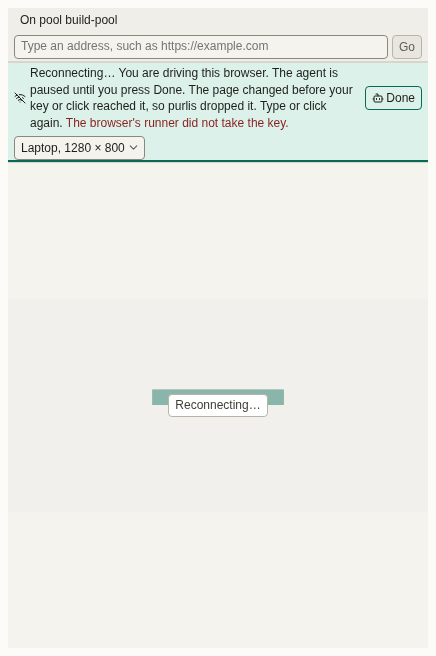 On pool build-pool
Type an address, such as https://example.com
Go
Reconnecting… You are driving this browser. The agent is
paused until you press Done. The page changed before your
key or click reached it, so purlis dropped it. Type or click
again. The browser's runner did not take the key.
Done
Laptop, 1280 × 800
Reconnecting…